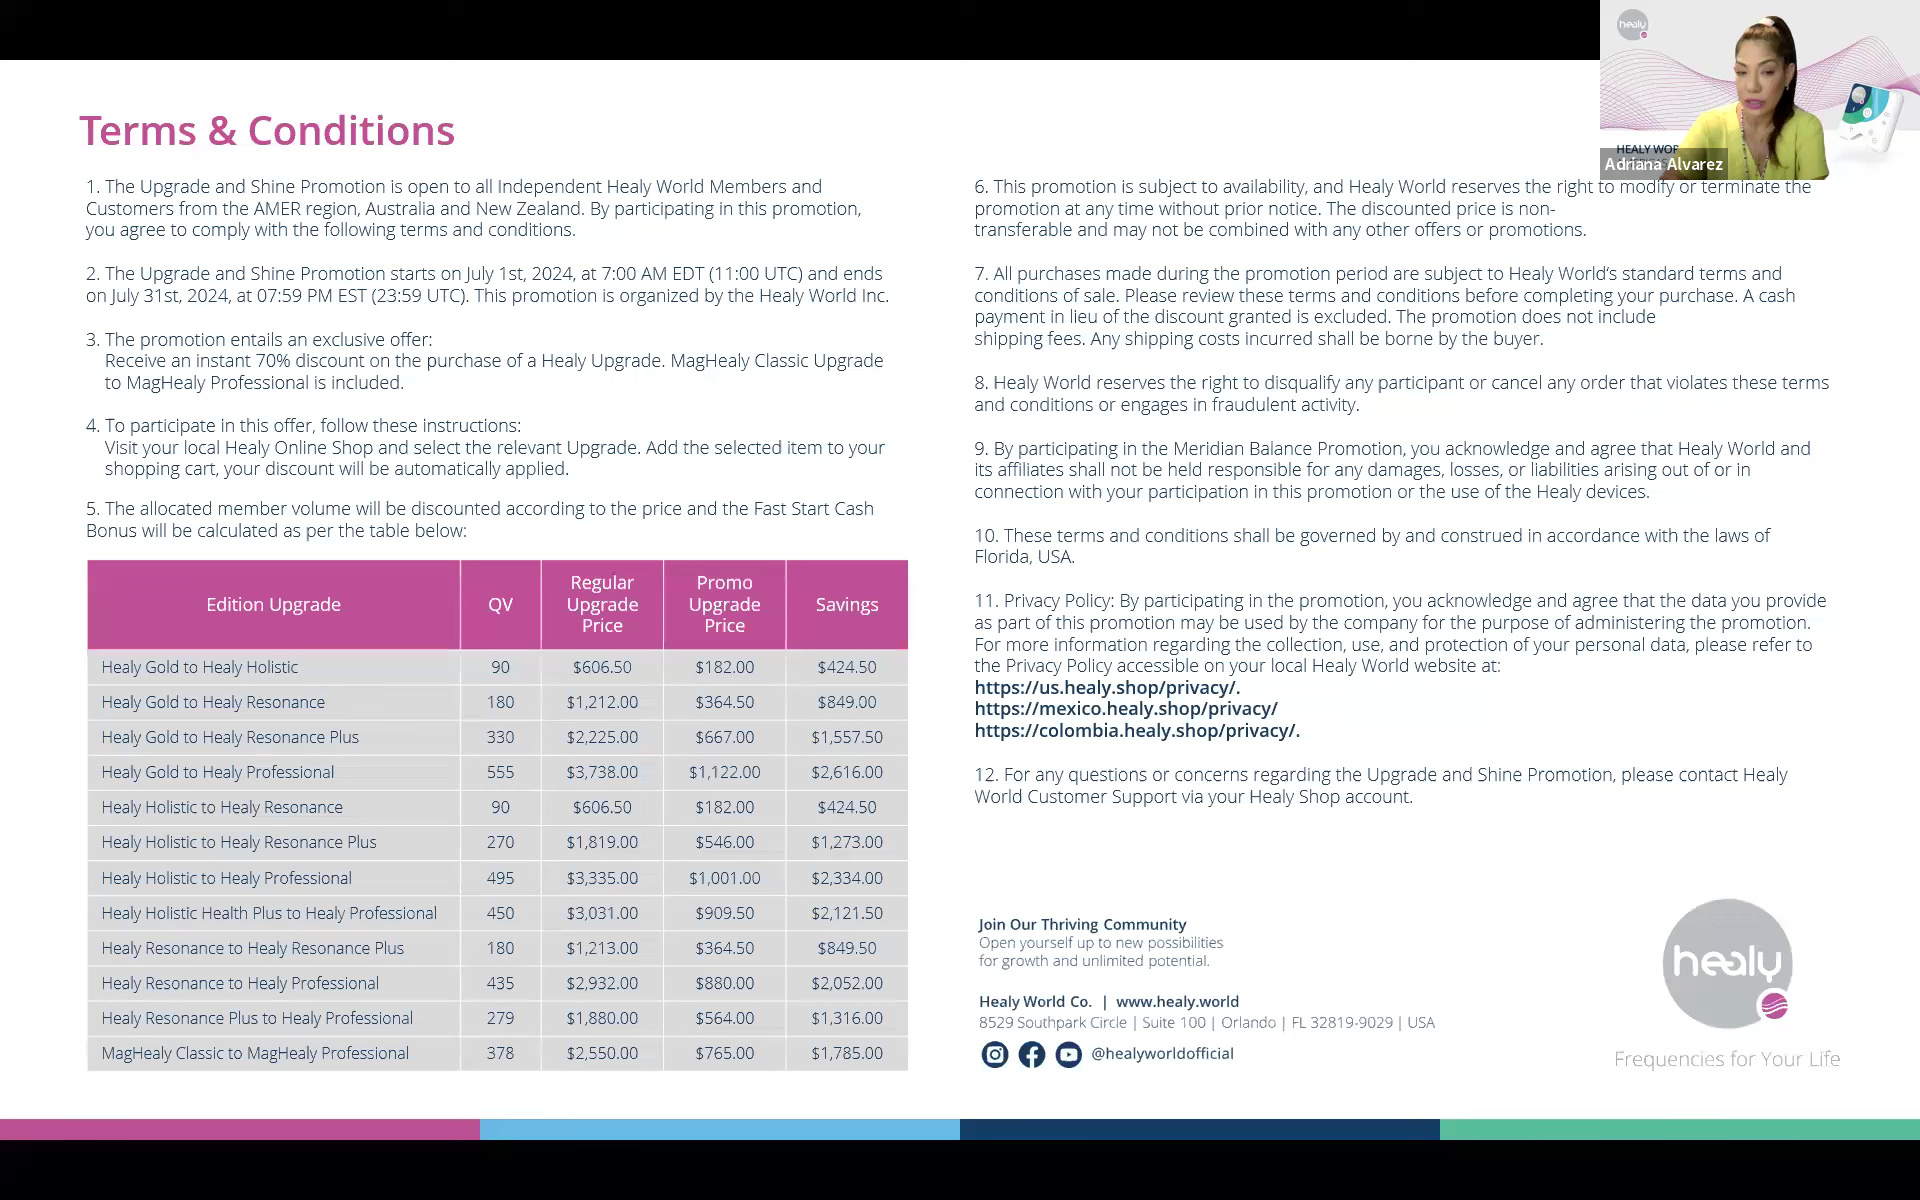 healy
HEALY WOR
Adriana Alvarez
Terms & Conditions
1. The Upgrade and Shine Promotion is open to all Independent Healy World Members and
Customers from the AMER region, Australia and New Zealand. By participating in this promotion,
you agree to comply with the following terms and conditions.
2. The Upgrade and Shine Promotion starts on July 1st, 2024, at 7:00 AM EDT (11:00 UTC) and ends
on July 31st, 2024, at 07:59 PM EST (23:59 UTC). This promotion is organized by the Healy World Inc.
3. The promotion entails an exclusive offer:
Receive an instant 70% discount on the purchase of a Healy Upgrade. MagHealy Classic Upgrade
to MagHealy Professional is included.
4. To participate in this offer, follow these instructions:
Visit your local Healy Online Shop and select the relevant Upgrade. Add the selected item to your
shopping cart, your discount will be automatically applied.
5. The allocated member volume will be discounted according to the price and the Fast Start Cash
Bonus will be calculated as per the table below:
Edition Upgrade QV Regular Upgrade Price Promo Upgrade Price Savings
Healy Gold to Healy Holistic 90 $606.50 $182.00 $424.50
Healy Gold to Healy Resonance 180 $1,212.00 $364.50 $849.00
Healy Gold to Healy Resonance Plus 330 $2,225.00 $667.00 $1,557.50
Healy Gold to Healy Professional 555 $3,738.00 $1,122.00 $2,616.00
Healy Holistic to Healy Resonance 90 $606.50 $182.00 $424.50
Healy Holistic to Healy Resonance Plus 270 $1,819.00 $546.00 $1,273.00
Healy Holistic to Healy Professional 495 $3,335.00 $1,001.00 $2,334.00
Healy Holistic Health Plus to Healy Professional 450 $3,031.00 $909.50 $2,121.50
Healy Resonance to Healy Resonance Plus 180 $1,213.00 $364.50 $849.50
Healy Resonance to Healy Professional 435 $2,932.00 $880.00 $2,052.00
Healy Resonance Plus to Healy Professional 279 $1,880.00 $564.00 $1,316.00
MagHealy Classic to MagHealy Professional 378 $2,550.00 $765.00 $1,785.00
6. This promotion is subject to availability, and Healy World reserves the right to modify or terminate the
promotion at any time without prior notice. The discounted price is non-
transferable and may not be combined with any other offers or promotions.
7. All purchases made during the promotion period are subject to Healy World's standard terms and
conditions of sale. Please review these terms and conditions before completing your purchase. A cash
payment in lieu of the discount granted is excluded. The promotion does not include
shipping fees. Any shipping costs incurred shall be borne by the buyer.
8. Healy World reserves the right to disqualify any participant or cancel any order that violates these terms
and conditions or engages in fraudulent activity.
9. By participating in the Meridian Balance Promotion, you acknowledge and agree that Healy World and
its affiliates shall not be held responsible for any damages, losses, or liabilities arising out of or in
connection with your participation in this promotion or the use of the Healy devices.
10. These terms and conditions shall be governed by and construed in accordance with the laws of
Florida, USA.
11. Privacy Policy: By participating in the promotion, you acknowledge and agree that the data you provide
as part of this promotion may be used by the company for the purpose of administering the promotion.
For more information regarding the collection, use, and protection of your personal data, please refer to
the Privacy Policy accessible on your local Healy World website at:
https://us.healy.shop/privacy/.
https://mexico.healy.shop/privacy/
https://colombia.healy.shop/privacy/.
12. For any questions or concerns regarding the Upgrade and Shine Promotion, please contact Healy
World Customer Support via your Healy Shop account.
Join Our Thriving Community
Open yourself up to new possibilities
for growth and unlimited potential.
Healy World Co. | www.healy.world
8529 Southpark Circle | Suite 100 | Orlando | FL 32819-9029 | USA
@healyworldofficial
healy
Frequencies for Your Life